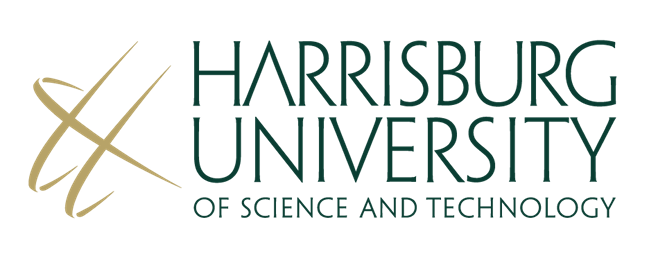 HARRISBURG
UNIVERSITY
OF SCIENCE AND TECHNOLOGY